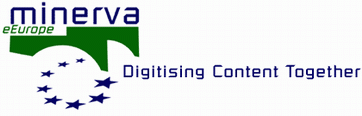 minerva
eEurope
Digitising Content Together